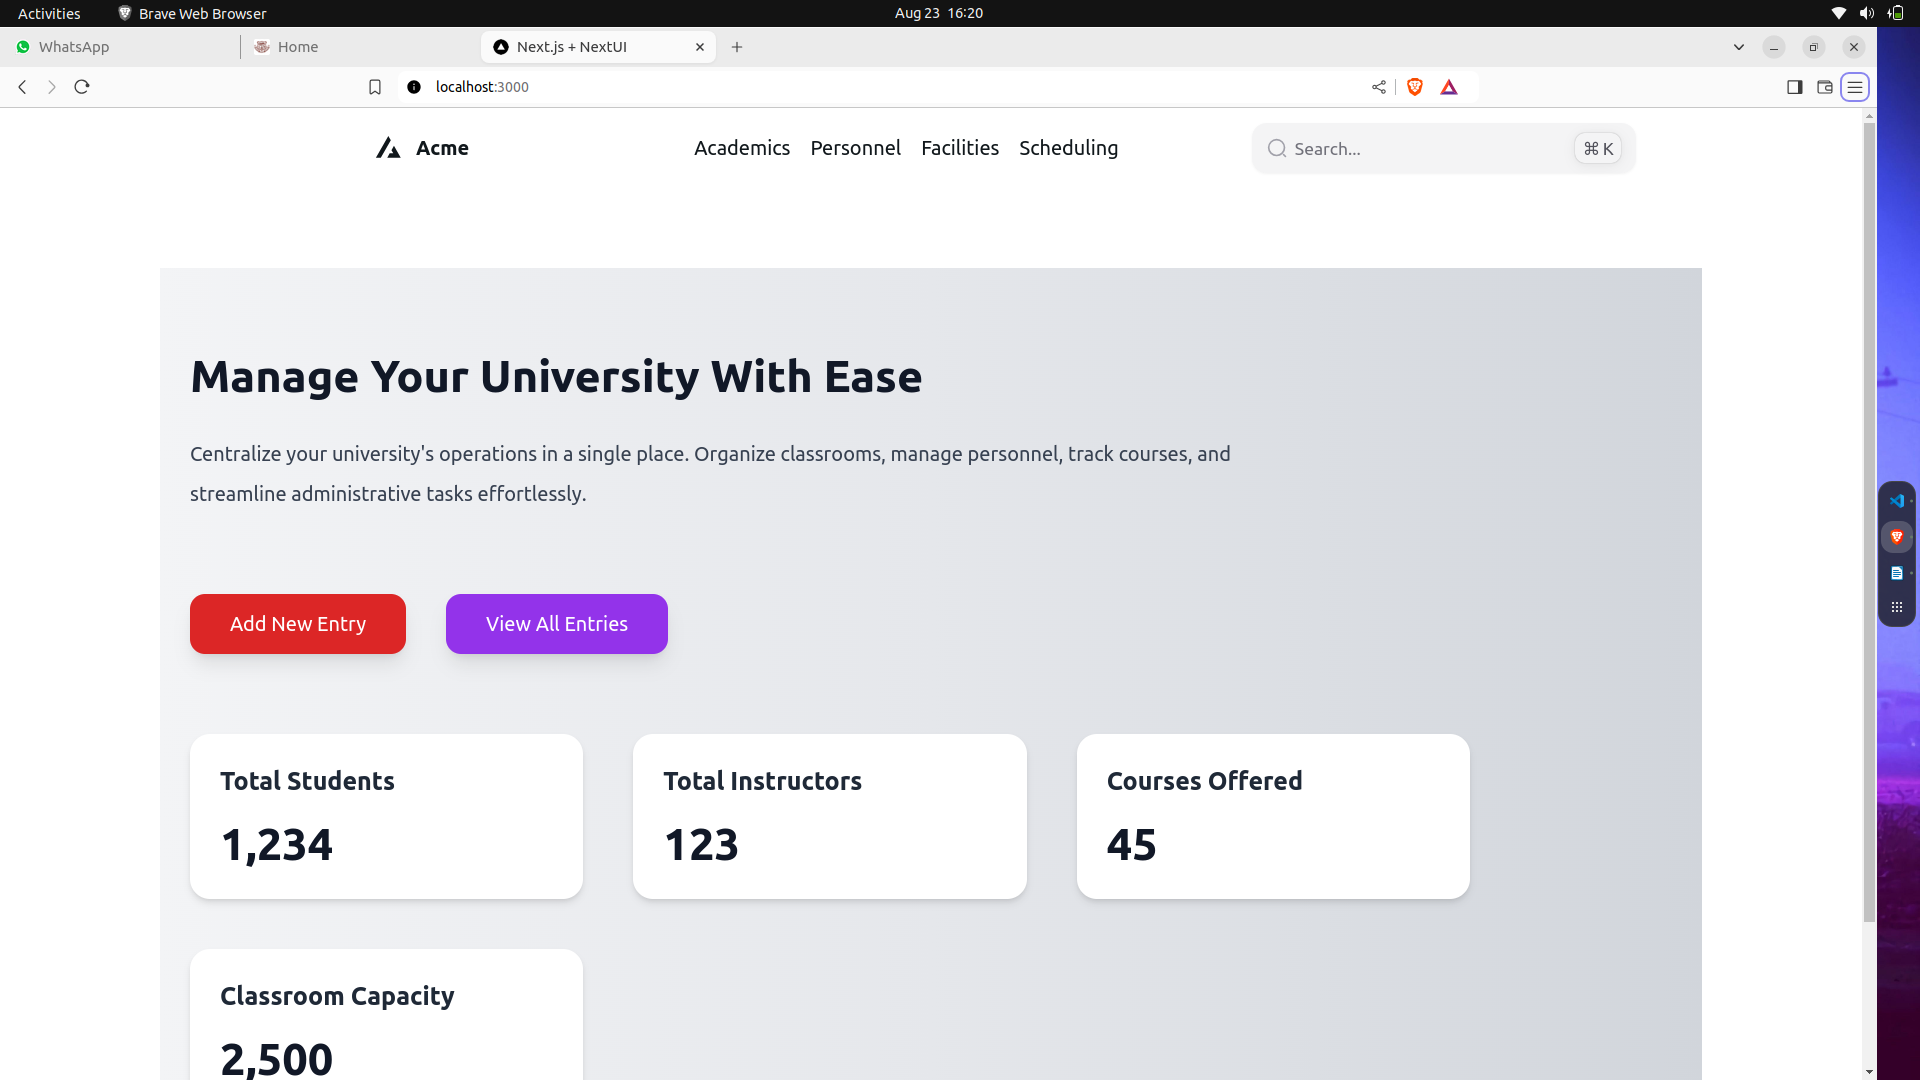 Activities
Brave Web Browser
Aug 23 16:20
WhatsApp
Home
Next.js + NextUI
localhost:3000
Acme
Academics
Personnel
Facilities
Scheduling
Search...
⌘ K
Manage Your University With Ease
Centralize your university's operations in a single place. Organize classrooms, manage personnel, track courses, and
streamline administrative tasks effortlessly.
Add New Entry
View All Entries
Total Students
1,234
Total Instructors
123
Courses Offered
45
Classroom Capacity
2,500